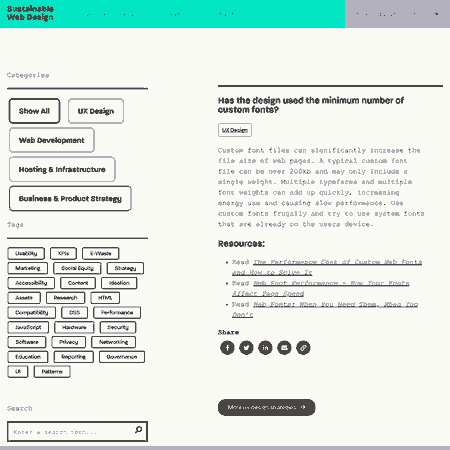 Sustainable
Web Design
Categories
Show All
UX Design
Web Development
Hosting & Infrastructure
Business & Product Strategy
Tags
Usability
KPIs
E-Waste
Marketing
Social Equity
Strategy
Accessibility
Content
Ideation
Assets
Research
HTML
Compatibility
CSS
Performance
JavaScript
Hardware
Security
Software
Privacy
Networking
Education
Reporting
Governance
UI
Patterns
Search
Enter a search term...
Has the design used the minimum number of
custom fonts?
UX Design
Custom font files can significantly increase the
file size of web pages. A typical custom font
file can be over 200kb and may only include a
single weight. Multiple typefaces and multiple
font weights can add up quickly, increasing
energy use and causing slow performance. Use
custom fonts frugally and try to use system fonts
that are already on the users device.
Resources:
Read The Performance Cost of Custom Web Fonts
and How to Solve It
Read Web Font Performance - How Your Fonts
Affect Page Speed
Read Web Fonts: When You Need Them, When You
Don't
Share
More on design strategies